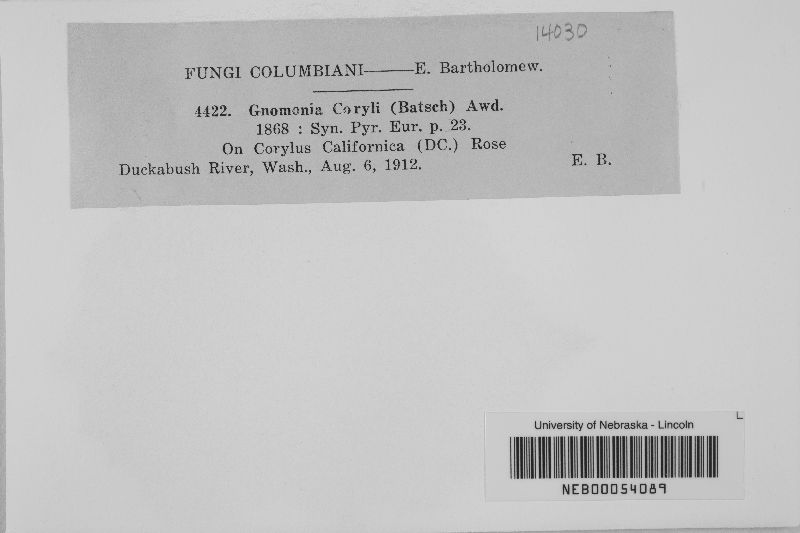 14030
FUNGI COLUMBIANI——E. Bartholomew.
4422. Gnomonia Coryli (Batsch) Awd.
1868 : Syn. Pyr. Eur. p. 23.
On Corylus Californica (DC.) Rose
Duckabush River, Wash., Aug. 6, 1912. E. B.
University of Nebraska - Lincoln
NEB00054089